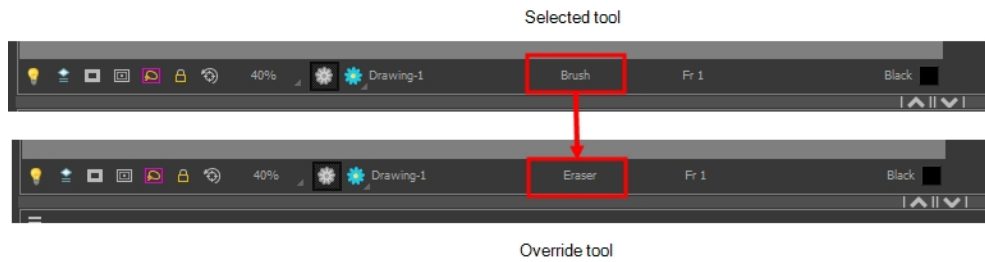 Selected tool
40% Drawing-1 Brush Fr 1 Black
40% Drawing-1 Eraser Fr 1 Black
Override tool